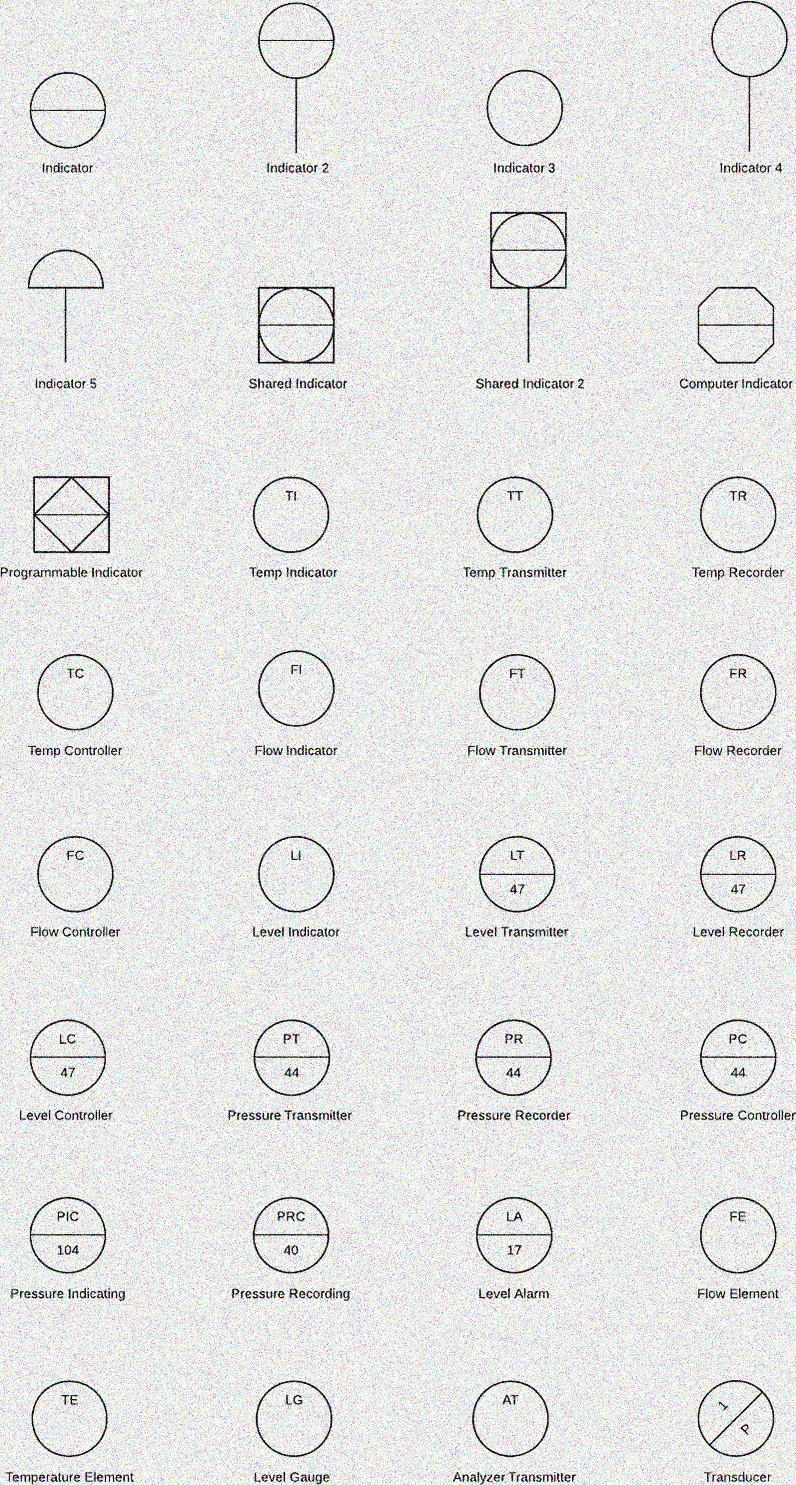 Indicator
Indicator 2
Indicator 3
Indicator 4
Indicator 5
Shared Indicator
Shared Indicator 2
Computer Indicator
TI
TT
TR
Programmable Indicator
Temp Indicator
Temp Transmitter
Temp Recorder
TC
FI
FT
FR
Temp Controller
Flow Indicator
Flow Transmitter
Flow Recorder
FC
LI
LT
47
LR
47
Flow Controller
Level Indicator
Level Transmitter
Level Recorder
LC
47
PT
44
PR
44
PC
44
Level Controller
Pressure Transmitter
Pressure Recorder
Pressure Controller
PIC
104
PRC
40
LA
17
FE
Pressure Indicating
Pressure Recording
Level Alarm
Flow Element
TE
LG
AT
1
P
Temperature Element
Level Gauge
Analyzer Transmitter
Transducer